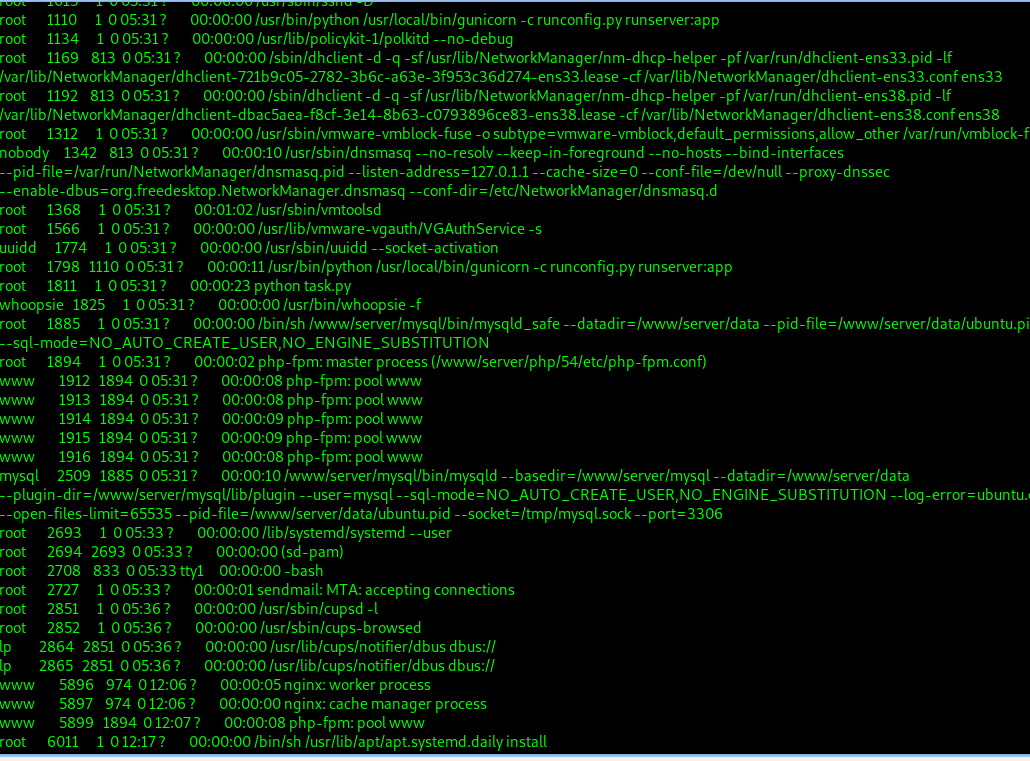 root 1110 1 0 05:31 ? 00:00:00 /usr/bin/python /usr/local/bin/gunicorn -c runconfig.py runserver:app
root 1134 1 0 05:31 ? 00:00:00 /usr/lib/policykit-1/polkitd --no-debug
root 1169 813 0 05:31 ? 00:00:00 /sbin/dhclient -d -q -sf /usr/lib/NetworkManager/nm-dhcp-helper -pf /var/run/dhclient-ens33.pid -lf
/var/lib/NetworkManager/dhclient-721b9c05-2782-3b6c-a63e-3f953c36d274-ens33.lease -cf /var/lib/NetworkManager/dhclient-ens33.conf ens33
root 1192 813 0 05:31 ? 00:00:00 /sbin/dhclient -d -q -sf /usr/lib/NetworkManager/nm-dhcp-helper -pf /var/run/dhclient-ens38.pid -lf
/var/lib/NetworkManager/dhclient-dbac5aea-f8cf-3e14-8b63-c0793896ce83-ens38.lease -cf /var/lib/NetworkManager/dhclient-ens38.conf ens38
root 1312 1 0 05:31 ? 00:00:00 /usr/sbin/vmware-vmblock-fuse -o subtype=vmware-vmblock,default_permissions,allow_other /var/run/vmblock-f
nobody 1342 813 0 05:31 ? 00:00:10 /usr/sbin/dnsmasq --no-resolv --keep-in-foreground --no-hosts --bind-interfaces
--pid-file=/var/run/NetworkManager/dnsmasq.pid --listen-address=127.0.1.1 --cache-size=0 --conf-file=/dev/null --proxy-dnssec
--enable-dbus=org.freedesktop.NetworkManager.dnsmasq --conf-dir=/etc/NetworkManager/dnsmasq.d
root 1368 1 0 05:31 ? 00:01:02 /usr/sbin/vmtoolsd
root 1566 1 0 05:31 ? 00:00:00 /usr/lib/vmware-vgauth/VGAuthService -s
uuidd 1774 1 0 05:31 ? 00:00:00 /usr/sbin/uuidd --socket-activation
root 1798 1110 0 05:31 ? 00:00:11 /usr/bin/python /usr/local/bin/gunicorn -c runconfig.py runserver:app
root 1811 1 0 05:31 ? 00:00:23 python task.py
whoopsie 1825 1 0 05:31 ? 00:00:00 /usr/bin/whoopsie -f
root 1885 1 0 05:31 ? 00:00:00 /bin/sh /www/server/mysql/bin/mysqld_safe --datadir=/www/server/data --pid-file=/www/server/data/ubuntu.pi
--sql-mode=NO_AUTO_CREATE_USER,NO_ENGINE_SUBSTITUTION
root 1894 1 0 05:31 ? 00:00:02 php-fpm: master process (/www/server/php/54/etc/php-fpm.conf)
www 1912 1894 0 05:31 ? 00:00:08 php-fpm: pool www
www 1913 1894 0 05:31 ? 00:00:08 php-fpm: pool www
www 1914 1894 0 05:31 ? 00:00:09 php-fpm: pool www
www 1915 1894 0 05:31 ? 00:00:09 php-fpm: pool www
www 1916 1894 0 05:31 ? 00:00:08 php-fpm: pool www
mysql 2509 1885 0 05:31 ? 00:00:10 /www/server/mysql/bin/mysqld --basedir=/www/server/mysql --datadir=/www/server/data
--plugin-dir=/www/server/mysql/lib/plugin --user=mysql --sql-mode=NO_AUTO_CREATE_USER,NO_ENGINE_SUBSTITUTION --log-error=ubuntu.
--open-files-limit=65535 --pid-file=/www/server/data/ubuntu.pid --socket=/tmp/mysql.sock --port=3306
root 2693 1 0 05:33 ? 00:00:00 /lib/systemd/systemd --user
root 2694 2693 0 05:33 ? 00:00:00 (sd-pam)
root 2708 833 0 05:33 tty1 00:00:00 -bash
root 2727 1 0 05:33 ? 00:00:01 sendmail: MTA: accepting connections
root 2851 1 0 05:36 ? 00:00:00 /usr/sbin/cupsd -l
root 2852 1 0 05:36 ? 00:00:00 /usr/sbin/cups-browsed
lp 2864 2851 0 05:36 ? 00:00:00 /usr/lib/cups/notifier/dbus dbus://
lp 2865 2851 0 05:36 ? 00:00:00 /usr/lib/cups/notifier/dbus dbus://
www 5896 974 0 12:06 ? 00:00:05 nginx: worker process
www 5897 974 0 12:06 ? 00:00:00 nginx: cache manager process
www 5899 1894 0 12:07 ? 00:00:08 php-fpm: pool www
root 6011 1 0 12:17 ? 00:00:00 /bin/sh /usr/lib/apt/apt.systemd.daily install